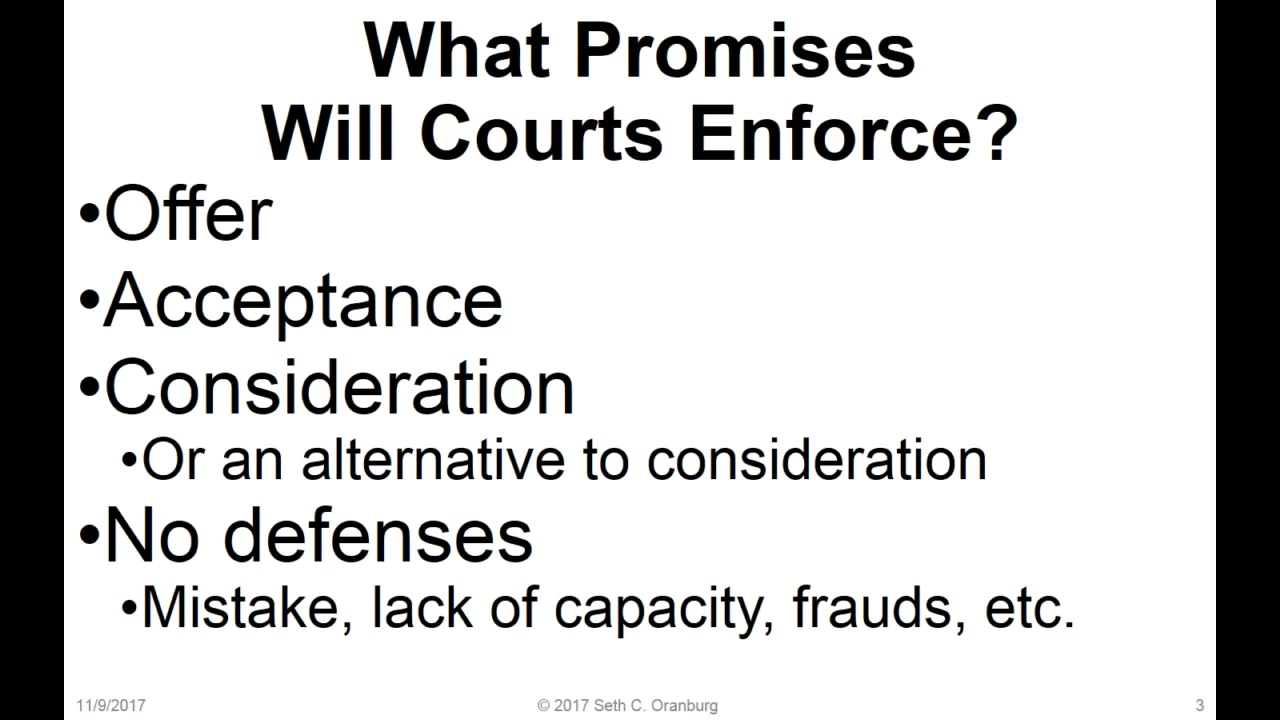 What Promises
Will Courts Enforce?
•Offer
•Acceptance
•Consideration
•Or an alternative to consideration
•No defenses
•Mistake, lack of capacity, frauds, etc.
11/9/2017
© 2017 Seth C. Oranburg
3